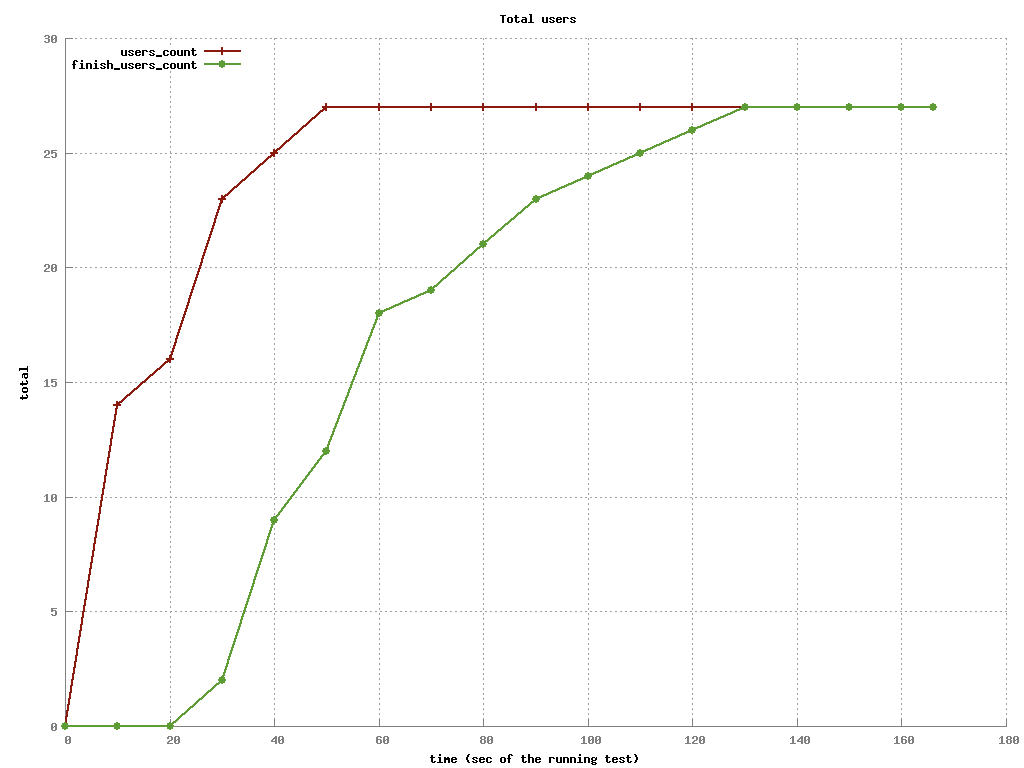 Total users
users_count
finish_users_count
30
25
20
15
10
5
0
total
0 20 40 60 80 100 120 140 160 180
time (sec of the running test)